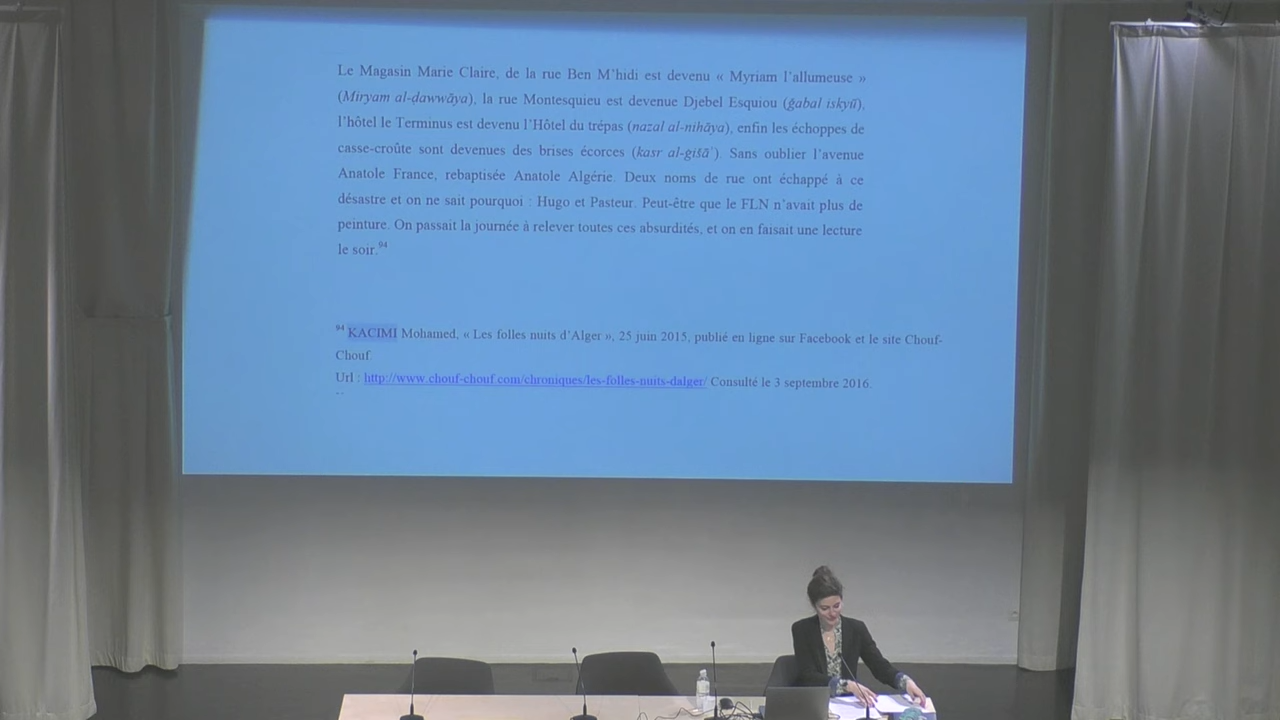 Le Magasin Marie Claire, de la rue Ben M’hidi est devenu « Myriam l’allumeuse »
(Miryam al-ḍawwāya), la rue Montesquieu est devenue Djebel Esquiou (ǧabal iskyū),
l’hôtel le Terminus est devenu l’Hôtel du trépas (nazal al-nihāya), enfin les échoppes de
casse-croûte sont devenues des brises écorces (kasr al-ġišāʾ). Sans oublier l’avenue
Anatole France, rebaptisée Anatole Algérie. Deux noms de rue ont échappé à ce
désastre et on ne sait pourquoi : Hugo et Pasteur. Peut-être que le FLN n’avait plus de
peinture. On passait la journée à relever toutes ces absurdités, et on en faisait une lecture
le soir.94
94 KACIMI Mohamed, « Les folles nuits d’Alger », 25 juin 2015, publié en ligne sur Facebook et le site Chouf-
Chouf.
Url : http://www.chouf-chouf.com/chroniques/les-folles-nuits-dalger/ Consulté le 3 septembre 2016.